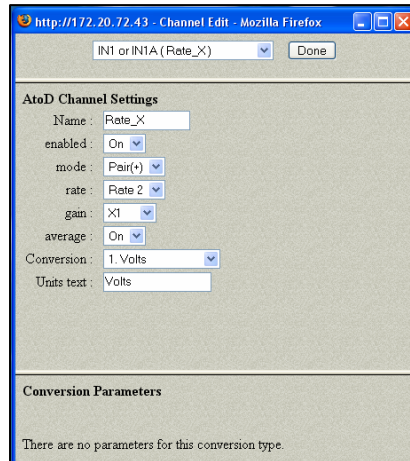 http://172.20.72.43 - Channel Edit - Mozilla Firefox
IN1 or IN1A ( Rate_X ) Done
AtoD Channel Settings
Name : Rate_X
enabled : On
mode : Pair(+)
rate : Rate 2
gain : X1
average : On
Conversion : 1. Volts
Units text : Volts
Conversion Parameters
There are no parameters for this conversion type.